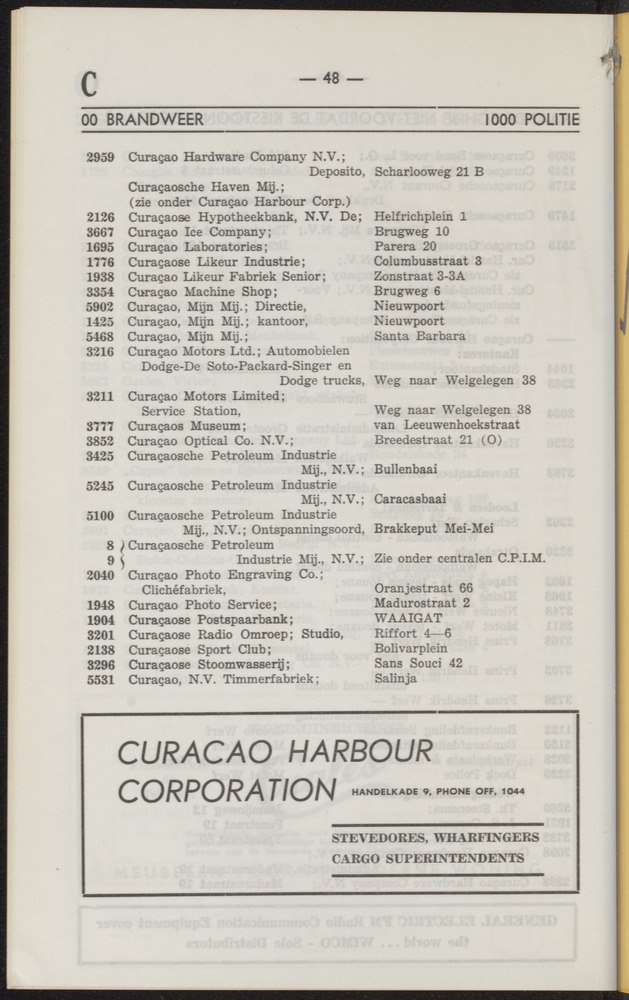 C
— 48 —
00 BRANDWEER 1000 POLITIE
2959 Curaçao Hardware Company N.V.;
Deposito, Scharlooweg 21 B
Curaçaosche Haven Mij.;
(zie onder Curaçao Harbour Corp.)
2126 Curaçaose Hypotheekbank, N.V. De; Helfrichplein 1
3667 Curaçao Ice Company; Brugweg 10
1695 Curaçao Laboratories; Parera 20
1776 Curaçaose Likeur Industrie; Columbusstraat 3
1938 Curaçao Likeur Fabriek Senior; Zonstraat 3-3A
3354 Curaçao Machine Shop; Brugweg 6
5902 Curaçao, Mijn Mij.; Directie, Nieuwpoort
1425 Curaçao, Mijn Mij.; kantoor, Nieuwpoort
5468 Curaçao, Mijn Mij.; Santa Barbara
3216 Curaçao Motors Ltd.; Automobielen
Dodge-De Soto-Packard-Singer en
Dodge trucks, Weg naar Welgelegen 38
3211 Curaçao Motors Limited;
Service Station, Weg naar Welgelegen 38
3777 Curaçaos Museum; van Leeuwenhoekstraat
3852 Curaçao Optical Co. N.V.; Breedestraat 21 (O)
3425 Curaçaosche Petroleum Industrie
Mij., N.V.; Bullenbaai
5245 Curaçaosche Petroleum Industrie
Mij., N.V.; Caracasbaai
5100 Curaçaosche Petroleum Industrie
Mij., N.V.; Ontspanningsoord, Brakkeput Mei-Mei
8 Curaçaosche Petroleum
9 Industrie Mij., N.V.; Zie onder centralen C.P.I.M.
2040 Curaçao Photo Engraving Co.;
Clichéfabriek, Oranjestraat 66
1948 Curaçao Photo Service; Madurostraat 2
1904 Curaçaose Postspaarbank; WAAIGAT
3201 Curaçaose Radio Omroep; Studio, Riffort 4—6
2138 Curaçaose Sport Club; Bolivarplein
3296 Curaçaose Stoomwasserij; Sans Souci 42
5531 Curaçao, N.V. Timmerfabriek; Salinja
CURACAO HARBOUR
CORPORATION HANDELKADE 9, PHONE OFF, 1044
STEVEDORES, WHARFINGERS
CARGO SUPERINTENDENTS